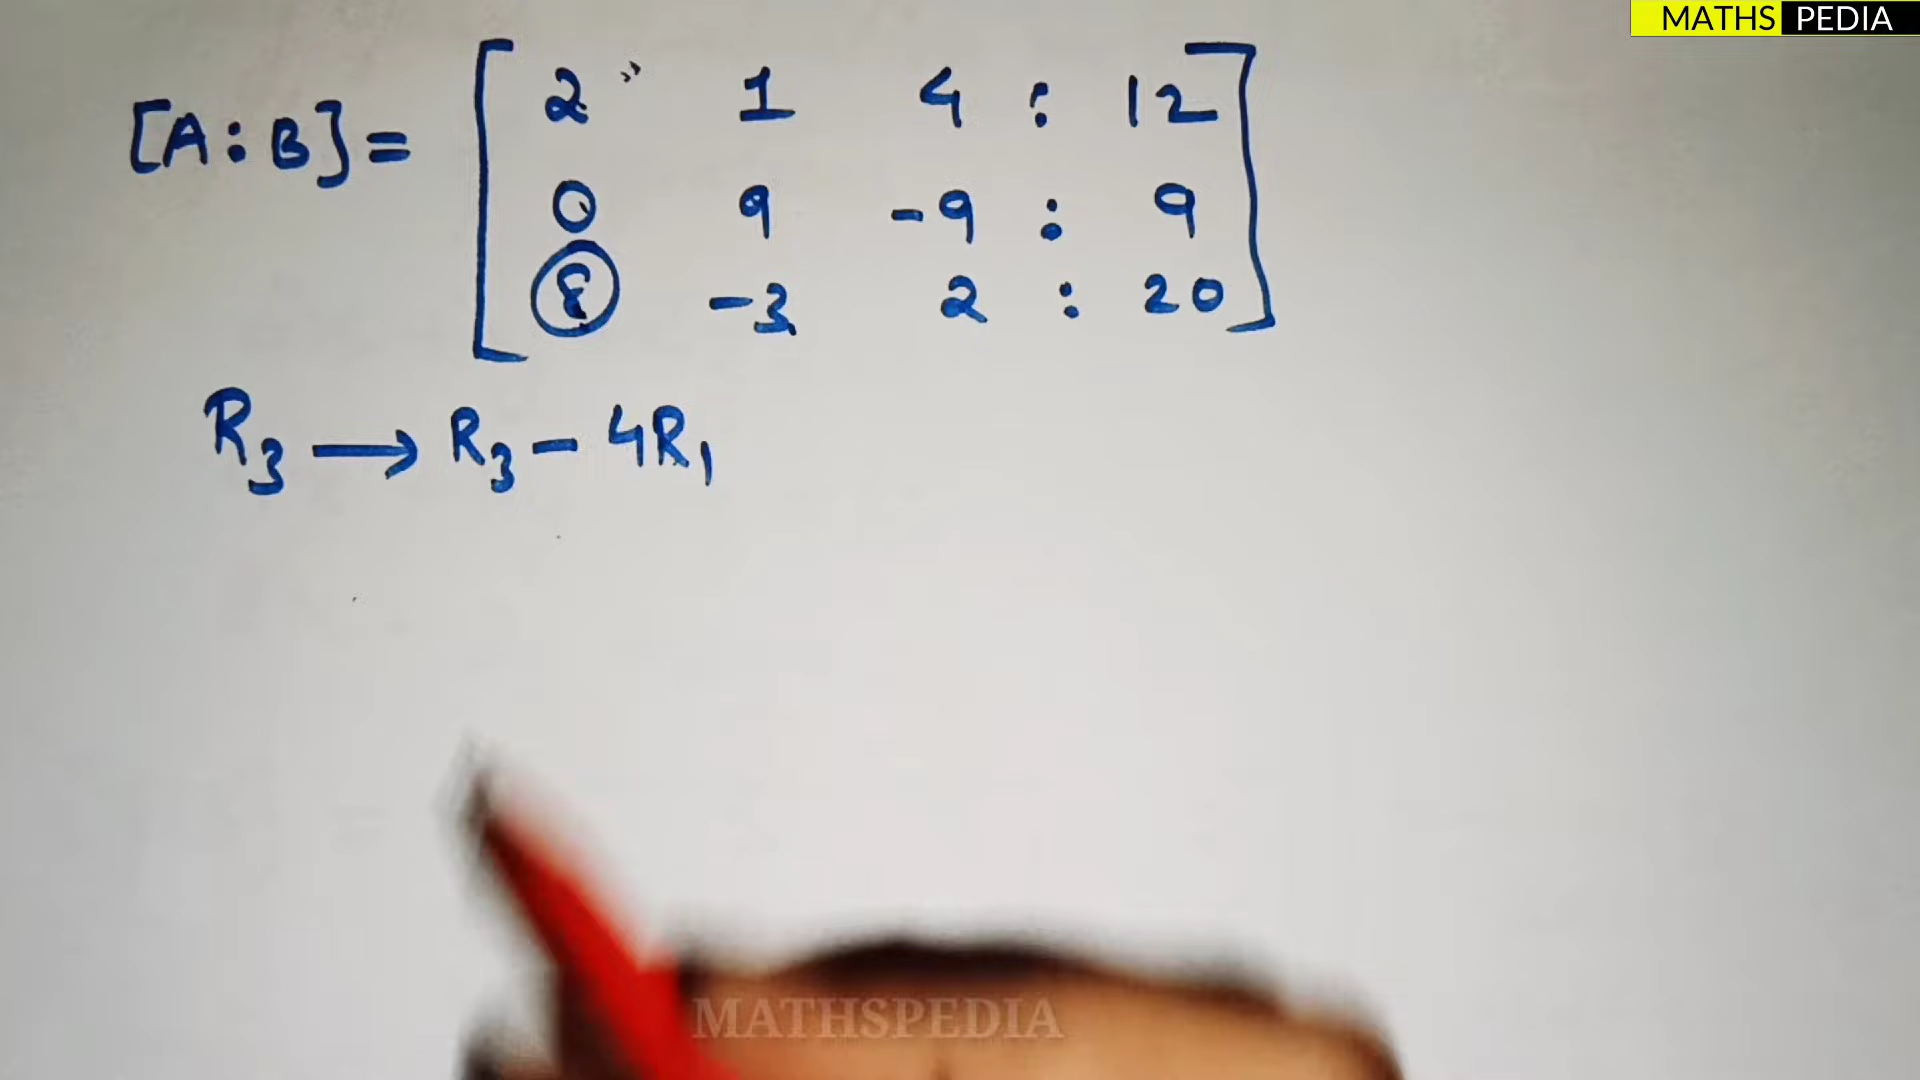 MATHS PEDIA
[A:B]= [ 2 1 4 : 12
0 9 -9 : 9
8 -3 2 : 20 ]
R₃ → R₃ - 4R₁
MATHSPEDIA